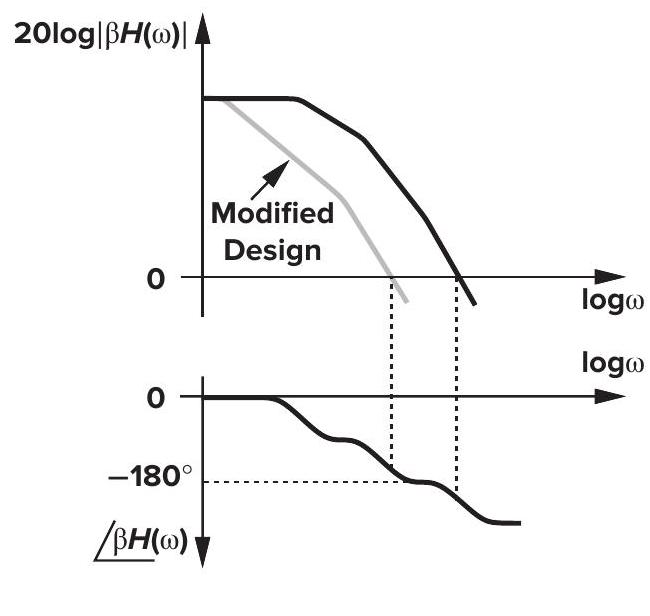 20log|βH(ω)|
Modified
Design
0
logω
logω
0
−180°
βH(ω)